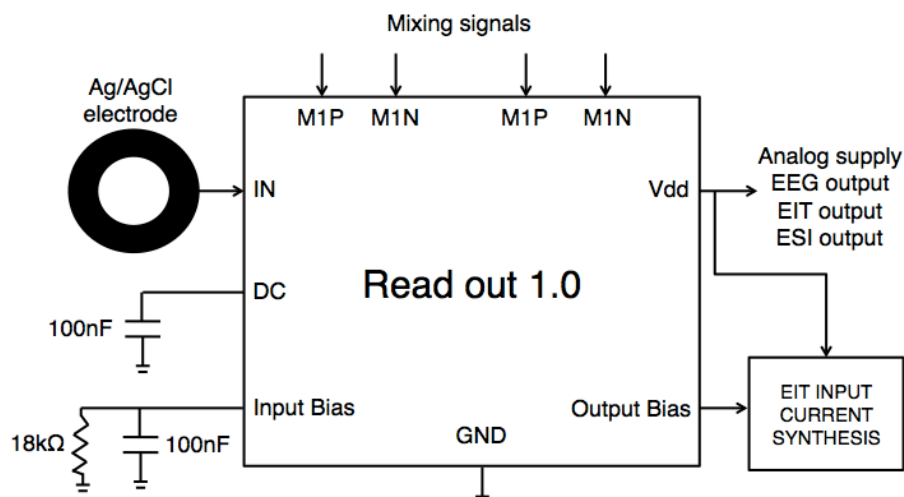 Mixing signals
Ag/AgCl
electrode
M1P M1N M1P M1N
IN
Vdd
Analog supply
EEG output
EIT output
ESI output
DC
Read out 1.0
100nF
Input Bias
Output Bias
EIT INPUT
CURRENT
SYNTHESIS
18kΩ
100nF
GND